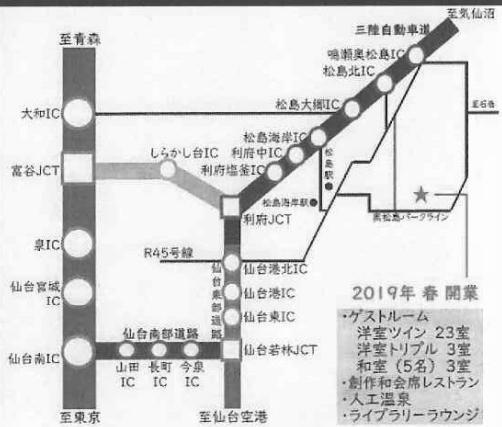 至気仙沼
三陸自動車道
至青森
鳴瀬奥松島IC
松島北IC
松島大郷IC
大和IC
至石巻
松島海岸IC
しらかし台IC
利府中IC
富谷JCT
利府塩釜IC
松島駅
松島海岸駅
利府JCT
奥松島パークライン
R45号線
泉IC
仙台港北IC
仙台東部道路
仙台港IC
仙台宮城
IC
仙台東IC
仙台南部道路
仙台南IC
仙台若林JCT
山田
IC
長町
IC
今泉
IC
至東京
至仙台空港
2019年 春 開業
・ゲストルーム
洋室ツイン 23室
洋室トリプル 3室
和室（5名）3室
・創作和会席レストラン
・人工温泉
・ライブラリーラウンジ